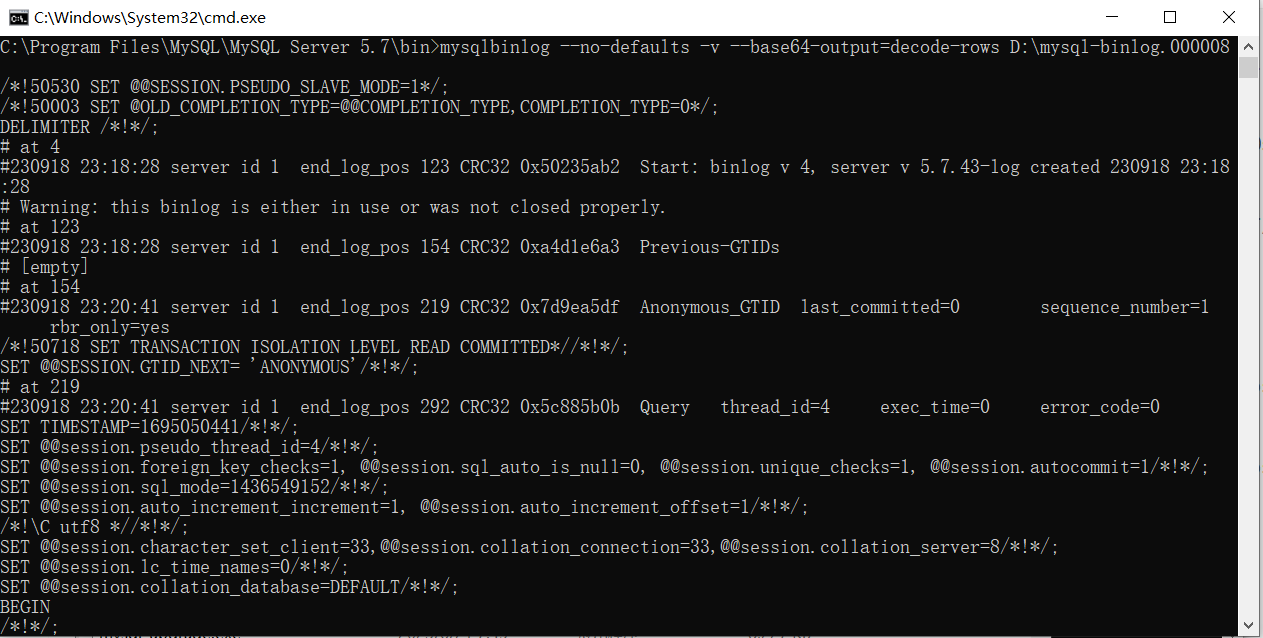 C:\Windows\System32\cmd.exe
C:\Program Files\MySQL\MySQL Server 5.7\bin>mysqlbinlog --no-defaults -v --base64-output=decode-rows D:\mysql-binlog.000008
/*!50530 SET @@SESSION.PSEUDO_SLAVE_MODE=1*/;
/*!50003 SET @OLD_COMPLETION_TYPE=@@COMPLETION_TYPE,COMPLETION_TYPE=0*/;
DELIMITER /*!*/;
# at 4
#230918 23:18:28 server id 1  end_log_pos 123 CRC32 0x50235ab2  Start: binlog v 4, server v 5.7.43-log created 230918 23:18
:28
# Warning: this binlog is either in use or was not closed properly.
# at 123
#230918 23:18:28 server id 1  end_log_pos 154 CRC32 0xa4d1e6a3  Previous-GTIDs
# [empty]
# at 154
#230918 23:20:41 server id 1  end_log_pos 219 CRC32 0x7d9ea5df  Anonymous_GTID  last_committed=0        sequence_number=1
     rbr_only=yes
/*!50718 SET TRANSACTION ISOLATION LEVEL READ COMMITTED*//*!*/;
SET @@SESSION.GTID_NEXT= 'ANONYMOUS'/*!*/;
# at 219
#230918 23:20:41 server id 1  end_log_pos 292 CRC32 0x5c885b0b  Query   thread_id=4     exec_time=0     error_code=0
SET TIMESTAMP=1695050441/*!*/;
SET @@session.pseudo_thread_id=4/*!*/;
SET @@session.foreign_key_checks=1, @@session.sql_auto_is_null=0, @@session.unique_checks=1, @@session.autocommit=1/*!*/;
SET @@session.sql_mode=1436549152/*!*/;
SET @@session.auto_increment_increment=1, @@session.auto_increment_offset=1/*!*/;
/*!\C utf8 *//*!*/;
SET @@session.character_set_client=33,@@session.collation_connection=33,@@session.collation_server=8/*!*/;
SET @@session.lc_time_names=0/*!*/;
SET @@session.collation_database=DEFAULT/*!*/;
BEGIN
/*!*/;